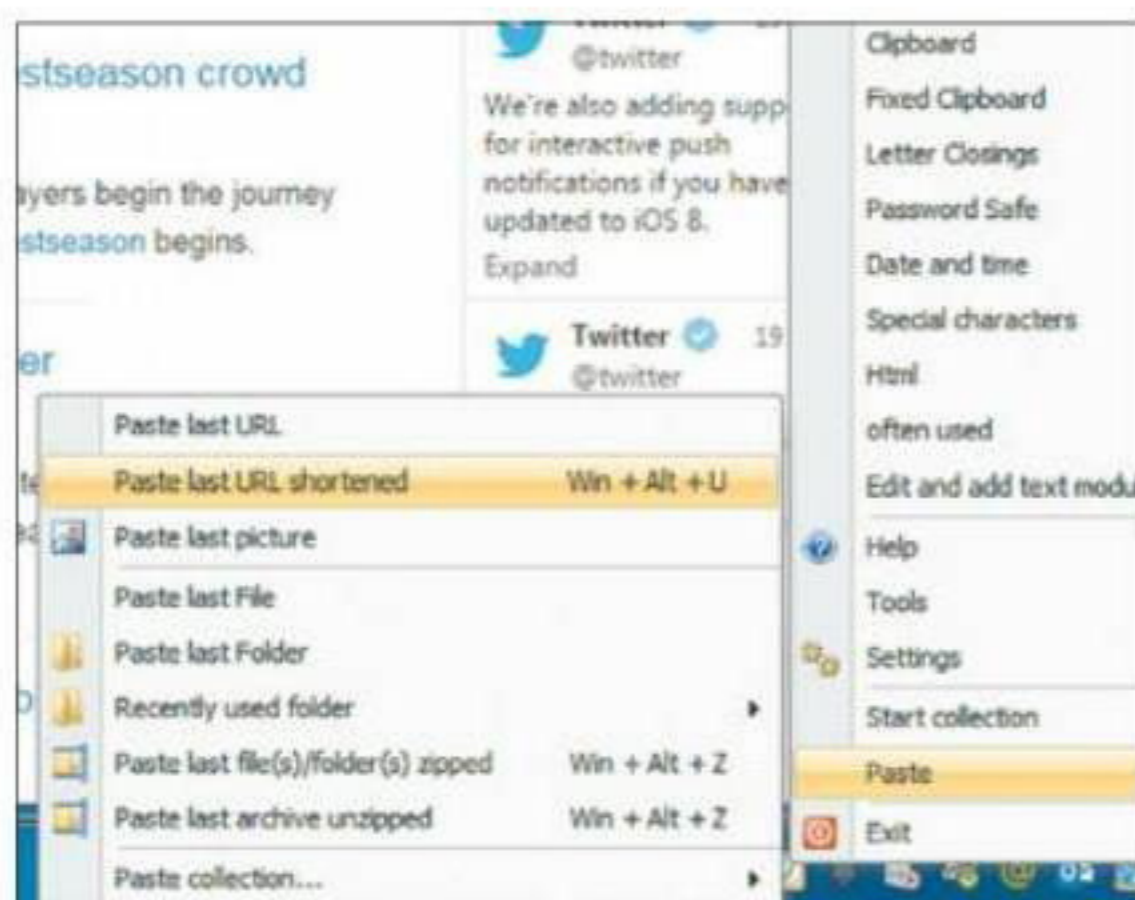 stseason crowd
ayers begin the journey
stseason begins.
er
@twitter
We're also adding supp
for interactive push
notifications if you have
updated to iOS 8.
Expand
Twitter 19
@twitter
Paste last URL
Paste last URL shortened Win + Alt + U
Paste last picture
Paste last File
Paste last Folder
Recently used folder
Paste last file(s)/folder(s) zipped Win + Alt + Z
Paste last archive unzipped Win + Alt + Z
Paste collection...
Clipboard
Fixed Clipboard
Letter Closings
Password Safe
Date and time
Special characters
Html
often used
Edit and add text modu
Help
Tools
Settings
Start collection
Paste
Exit